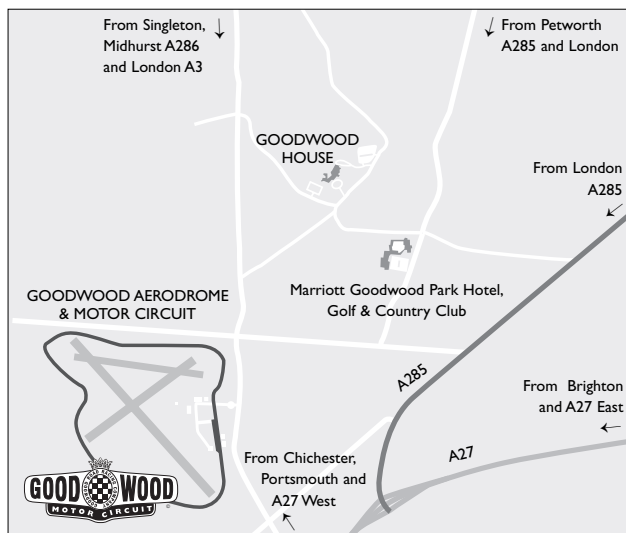 From Singleton,
Midhurst A286
and London A3
From Petworth
A285 and London
GOODWOOD
HOUSE
From London
A285
Marriott Goodwood Park Hotel,
Golf & Country Club
GOODWOOD AERODROME
& MOTOR CIRCUIT
A285
From Brighton
and A27 East
A27
From Chichester,
Portsmouth and
A27 West
GOOD WOOD
MOTOR CIRCUIT